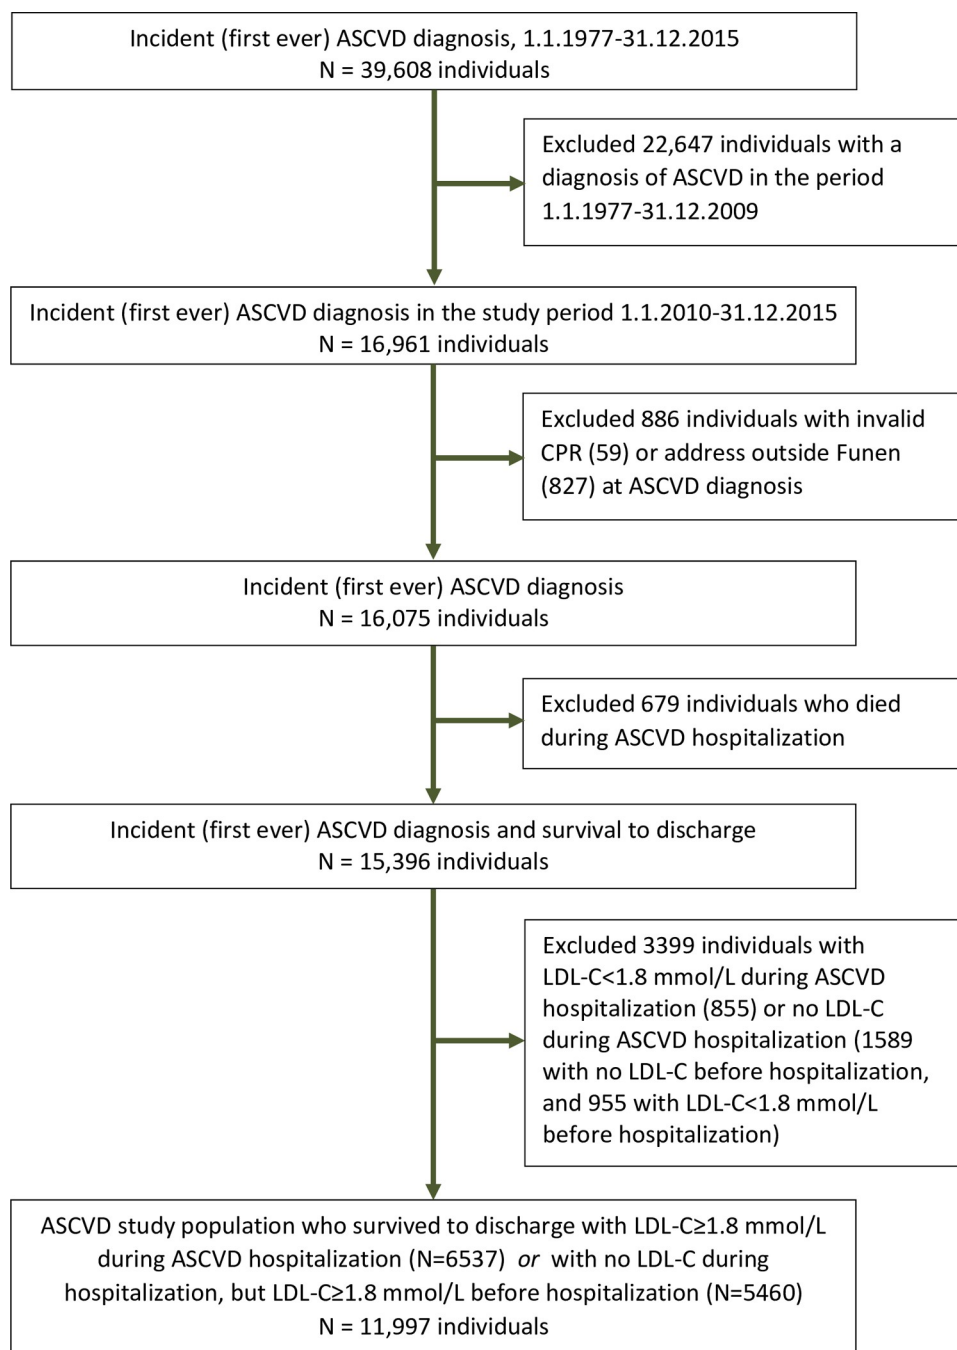 Incident (first ever) ASCVD diagnosis, 1.1.1977-31.12.2015
N = 39,608 individuals
Excluded 22,647 individuals with a
diagnosis of ASCVD in the period
1.1.1977-31.12.2009
Incident (first ever) ASCVD diagnosis in the study period 1.1.2010-31.12.2015
N = 16,961 individuals
Excluded 886 individuals with invalid
CPR (59) or address outside Funen
(827) at ASCVD diagnosis
Incident (first ever) ASCVD diagnosis
N = 16,075 individuals
Excluded 679 individuals who died
during ASCVD hospitalization
Incident (first ever) ASCVD diagnosis and survival to discharge
N = 15,396 individuals
Excluded 3399 individuals with
LDL-C<1.8 mmol/L during ASCVD
hospitalization (855) or no LDL-C
during ASCVD hospitalization (1589
with no LDL-C before hospitalization,
and 955 with LDL-C<1.8 mmol/L
before hospitalization)
ASCVD study population who survived to discharge with LDL-C≥1.8 mmol/L
during ASCVD hospitalization (N=6537) or with no LDL-C during
hospitalization, but LDL-C≥1.8 mmol/L before hospitalization (N=5460)
N = 11,997 individuals